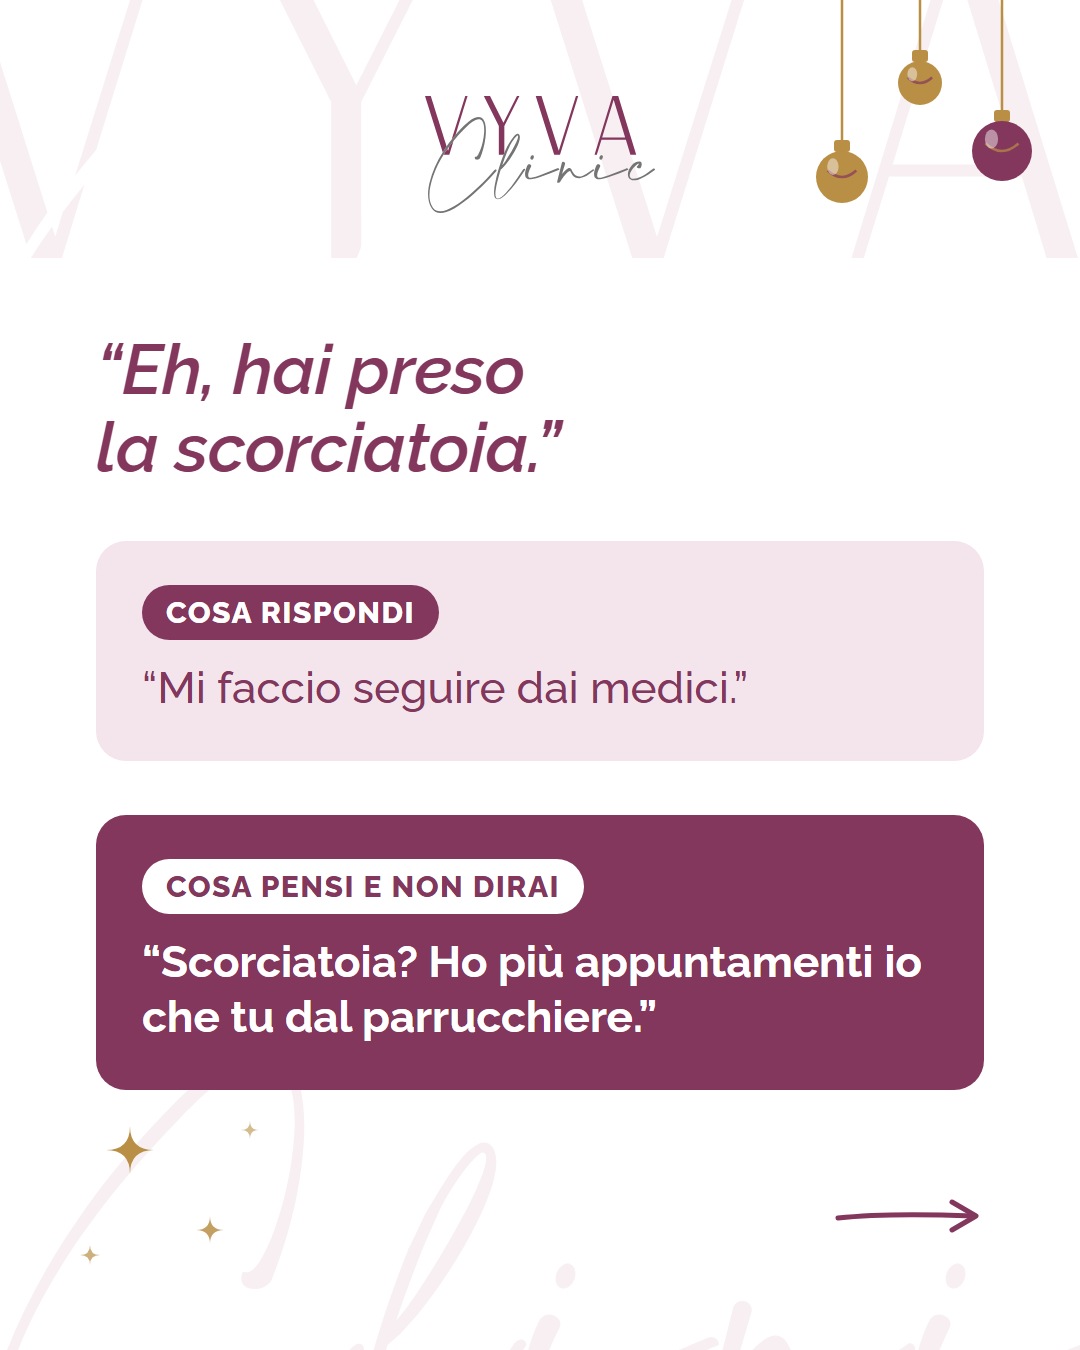 VYVA
Clinic
“Eh, hai preso
la scorciatoia.”
COSA RISPONDI
“Mi faccio seguire dai medici.”
COSA PENSI E NON DIRAI
“Scorciatoia? Ho più appuntamenti io
che tu dal parrucchiere.”